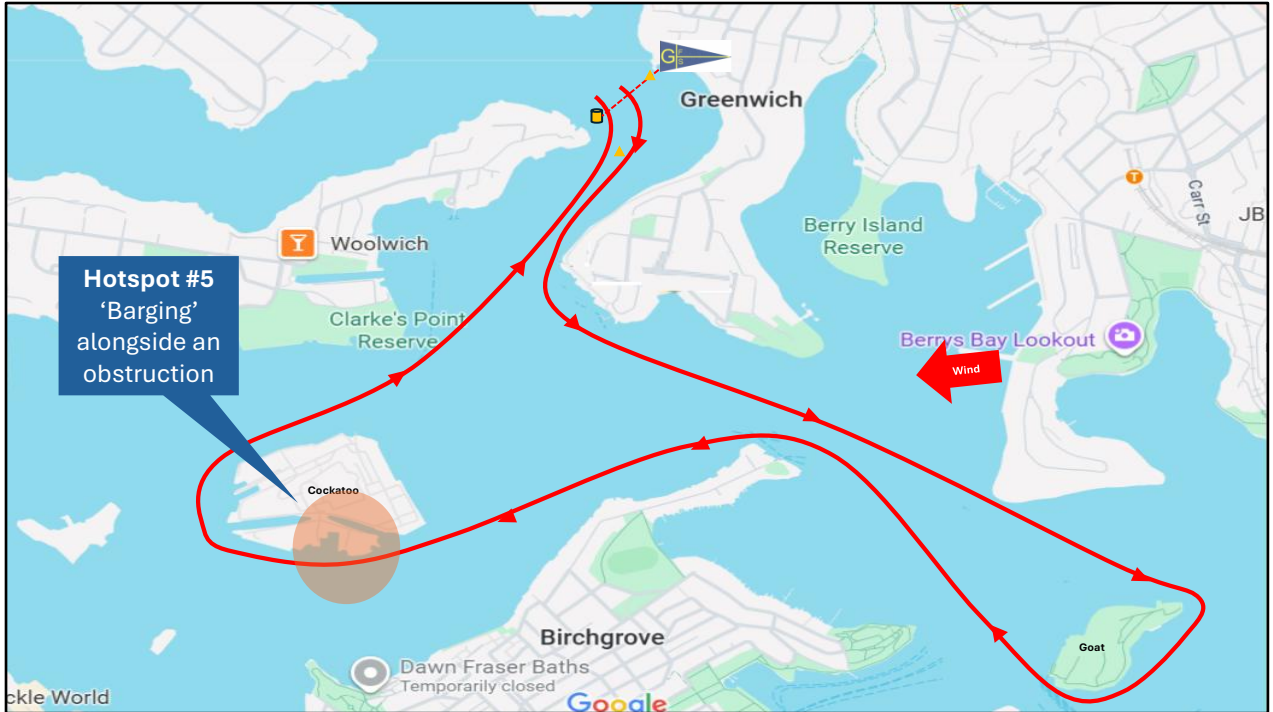 G F S
Greenwich
Carr St
JB
Berry Island
Reserve
Woolwich
Hotspot #5
‘Barging’
alongside an
obstruction
Clarke's Point
Reserve
Berrys Bay Lookout
Wind
Cockatoo
Birchgrove
Goat
Dawn Fraser Baths
Temporarily closed
ckle World
Google
T